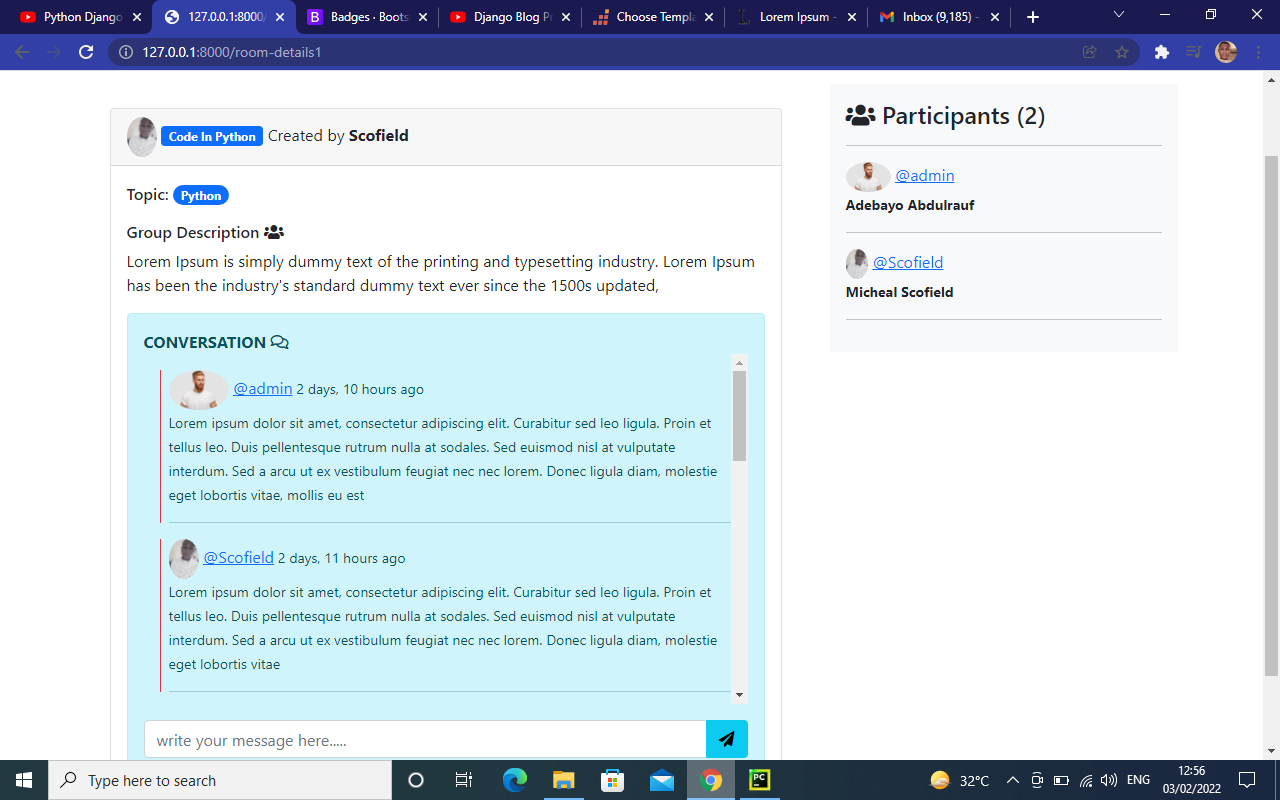 Python Django
127.0.0.1:8000/
Badges · Boots
Django Blog Pr
Choose Templa
Lorem Ipsum -
Inbox (9,185) -
127.0.0.1:8000/room-details1
Code In Python Created by Scofield
Topic: Python
Group Description
Lorem Ipsum is simply dummy text of the printing and typesetting industry. Lorem Ipsum
has been the industry's standard dummy text ever since the 1500s updated,
CONVERSATION
@admin 2 days, 10 hours ago
Lorem ipsum dolor sit amet, consectetur adipiscing elit. Curabitur sed leo ligula. Proin et
tellus leo. Duis pellentesque rutrum nulla at sodales. Sed euismod nisl at vulputate
interdum. Sed a arcu ut ex vestibulum feugiat nec nec lorem. Donec ligula diam, molestie
eget lobortis vitae, mollis eu est
@Scofield 2 days, 11 hours ago
Lorem ipsum dolor sit amet, consectetur adipiscing elit. Curabitur sed leo ligula. Proin et
tellus leo. Duis pellentesque rutrum nulla at sodales. Sed euismod nisl at vulputate
interdum. Sed a arcu ut ex vestibulum feugiat nec nec lorem. Donec ligula diam, molestie
eget lobortis vitae
write your message here.....
Participants (2)
@admin
Adebayo Abdulrauf
@Scofield
Micheal Scofield
Type here to search
PC
32°C
ENG
12:56
03/02/2022